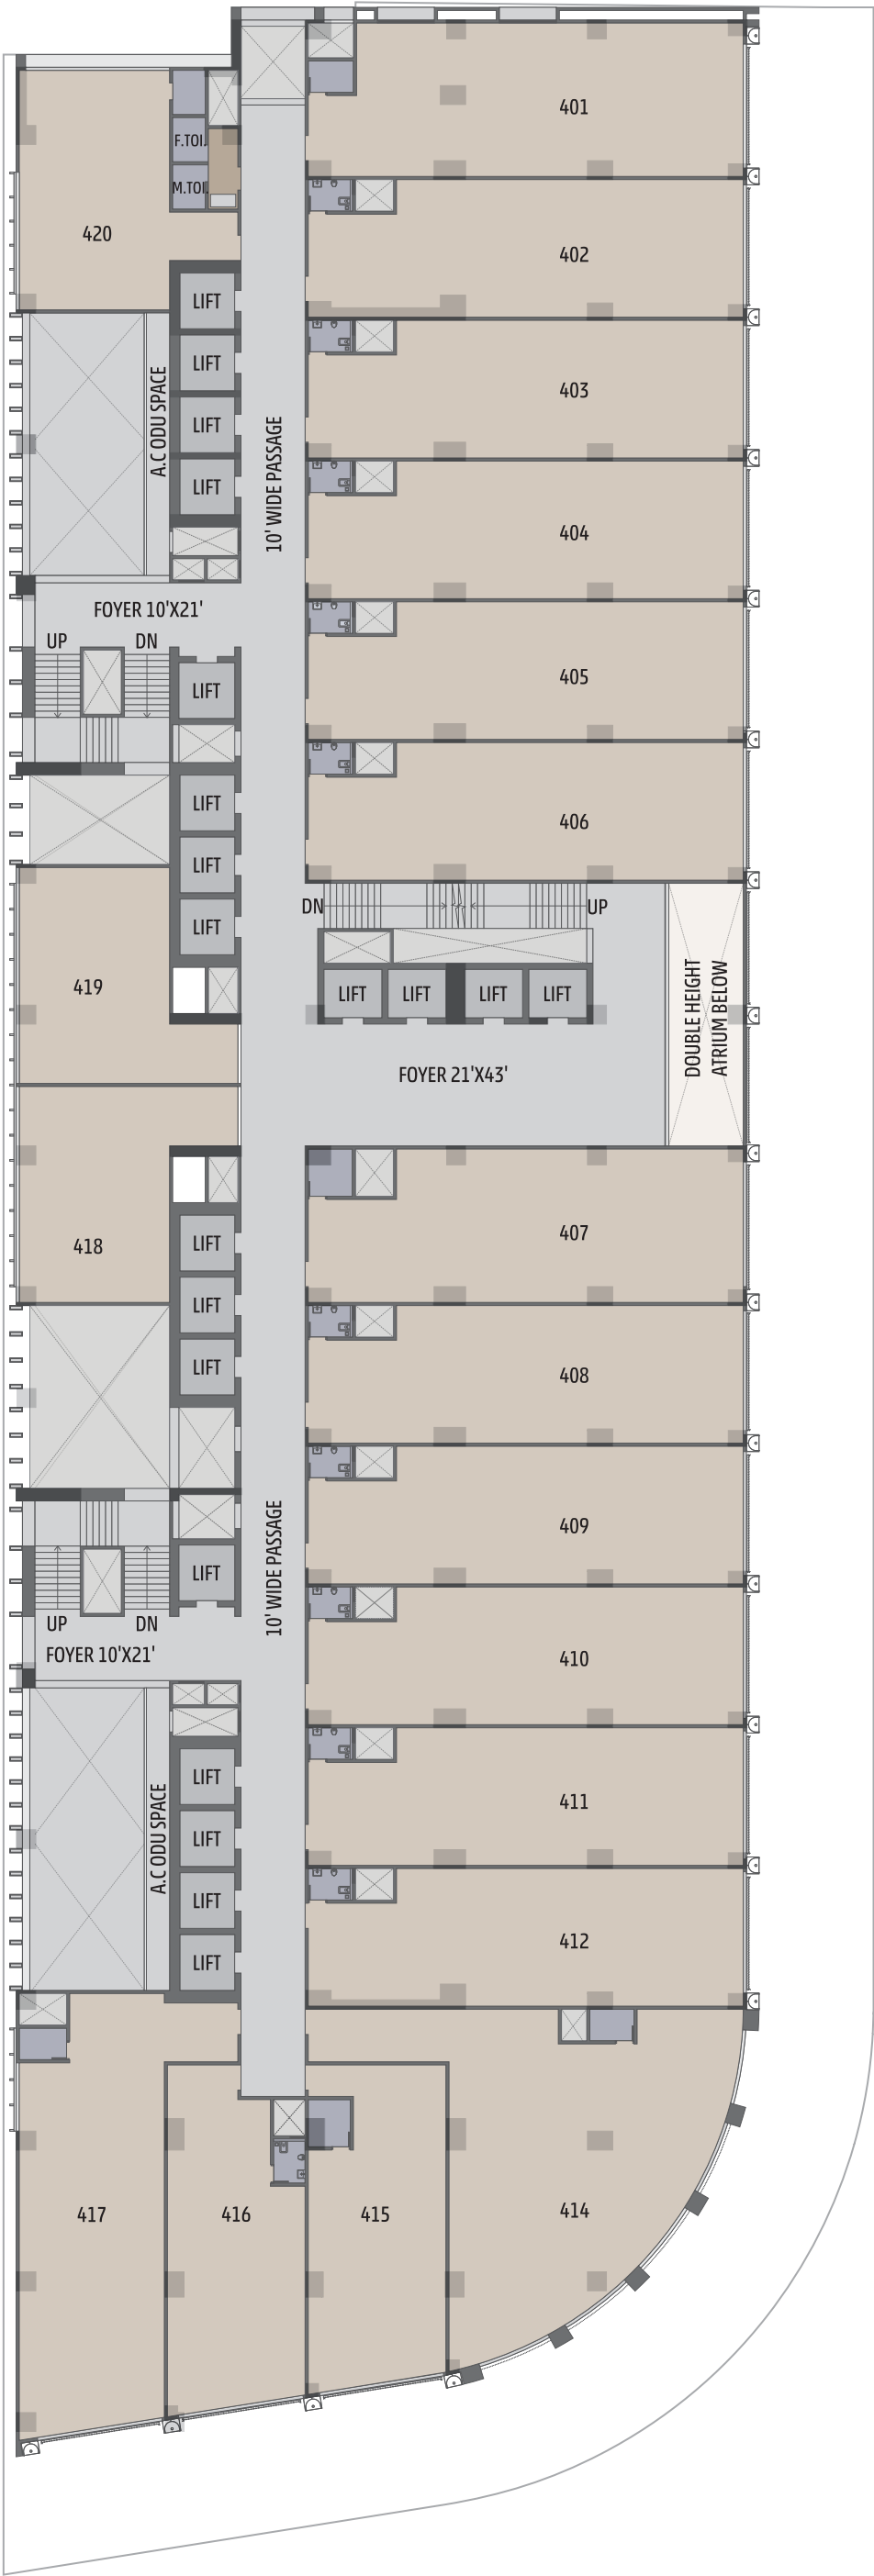 401
F.TOI.
M.TOI.
420
402
LIFT
LIFT
403
A.C ODU SPACE
LIFT
10' WIDE PASSAGE
LIFT
404
FOYER 10'X21'
UP
DN
LIFT
405
LIFT
406
LIFT
LIFT
DN
UP
419
LIFT
LIFT
LIFT
LIFT
DOUBLE HEIGHT
ATRIUM BELOW
FOYER 21'X43'
407
418
LIFT
LIFT
LIFT
408
409
10' WIDE PASSAGE
LIFT
UP
DN
FOYER 10'X21'
410
LIFT
411
A.C ODU SPACE
LIFT
LIFT
412
LIFT
417
416
415
414